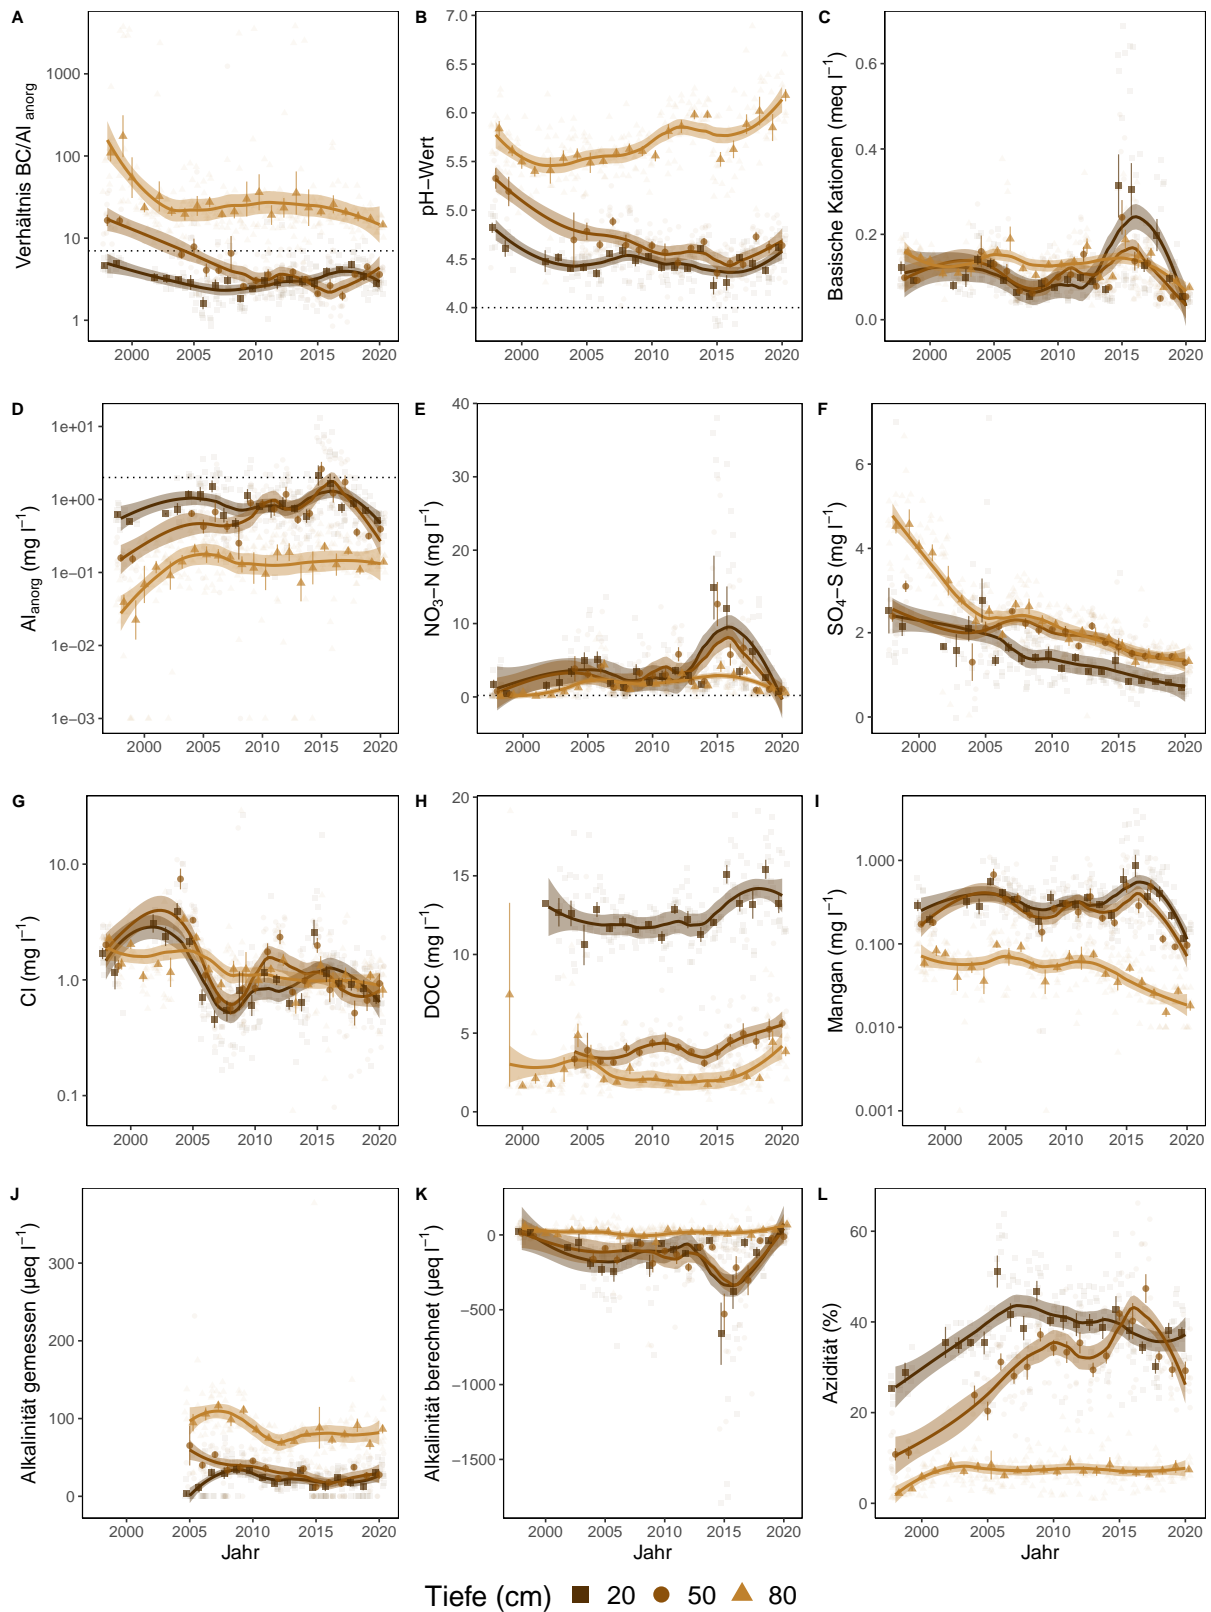 A
Verhältnis BC/Al anorg
1000
100
10
1
2000 2005 2010 2015 2020
B
pH−Wert
7.0
6.5
6.0
5.5
5.0
4.5
4.0
2000 2005 2010 2015 2020
C
Basische Kationen (meq l−1)
0.6
0.4
0.2
0.0
2000 2005 2010 2015 2020
D
Al anorg (mg l−1)
1e+01
1e+00
1e−01
1e−02
1e−03
2000 2005 2010 2015 2020
E
NO3−N (mg l−1)
40
30
20
10
0
2000 2005 2010 2015 2020
F
SO4−S (mg l−1)
6
4
2
0
2000 2005 2010 2015 2020
G
Cl (mg l−1)
10.0
1.0
0.1
2000 2005 2010 2015 2020
H
DOC (mg l−1)
20
15
10
5
0
2000 2005 2010 2015 2020
I
Mangan (mg l−1)
1.000
0.100
0.010
0.001
2000 2005 2010 2015 2020
J
Alkalinität gemessen (µeq l−1)
300
200
100
0
2000 2005 2010 2015 2020
Jahr
K
Alkalinität berechnet (µeq l−1)
0
−500
−1000
−1500
2000 2005 2010 2015 2020
L
Azidität (%)
60
40
20
0
2000 2005 2010 2015 2020
Jahr
Tiefe (cm) 20 50 80